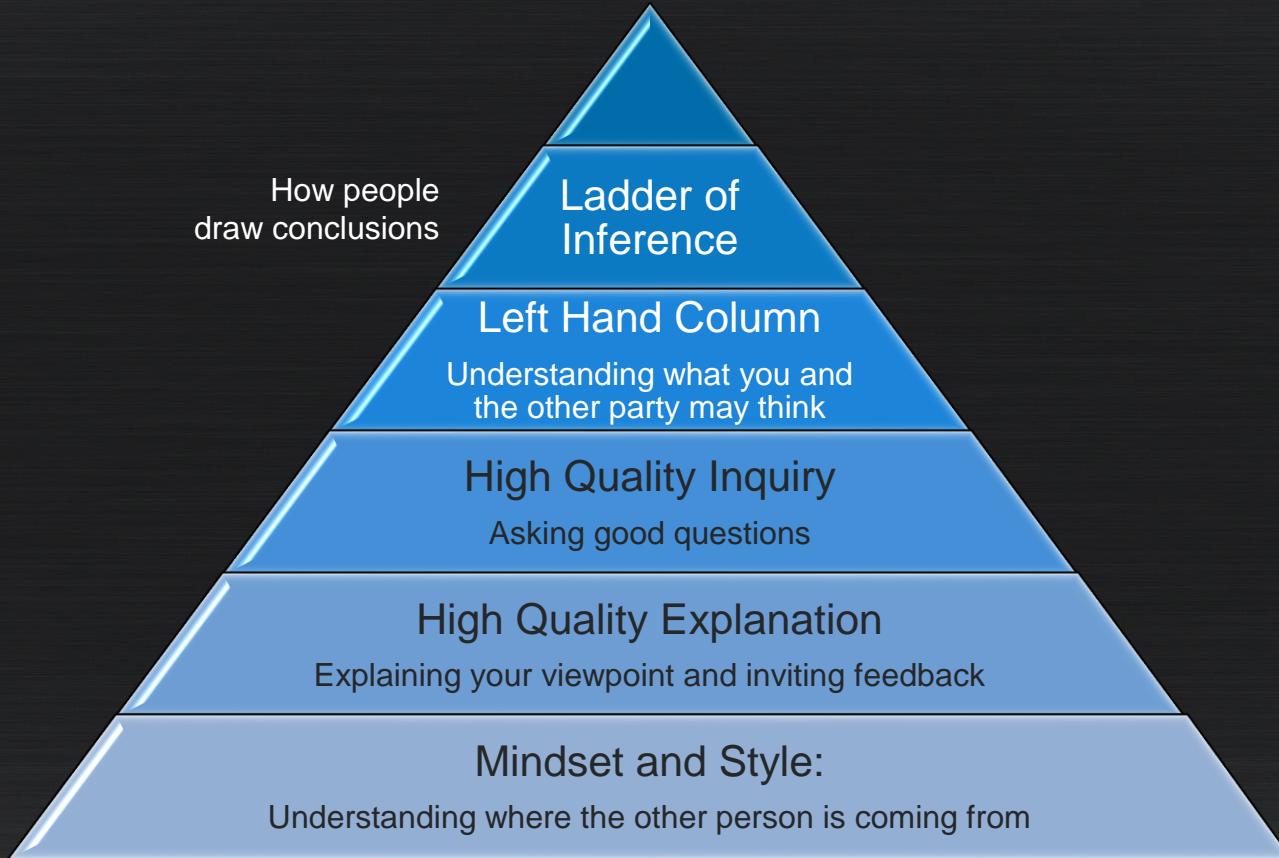 How people
draw conclusions
Ladder of
Inference
Left Hand Column
Understanding what you and
the other party may think
High Quality Inquiry
Asking good questions
High Quality Explanation
Explaining your viewpoint and inviting feedback
Mindset and Style:
Understanding where the other person is coming from